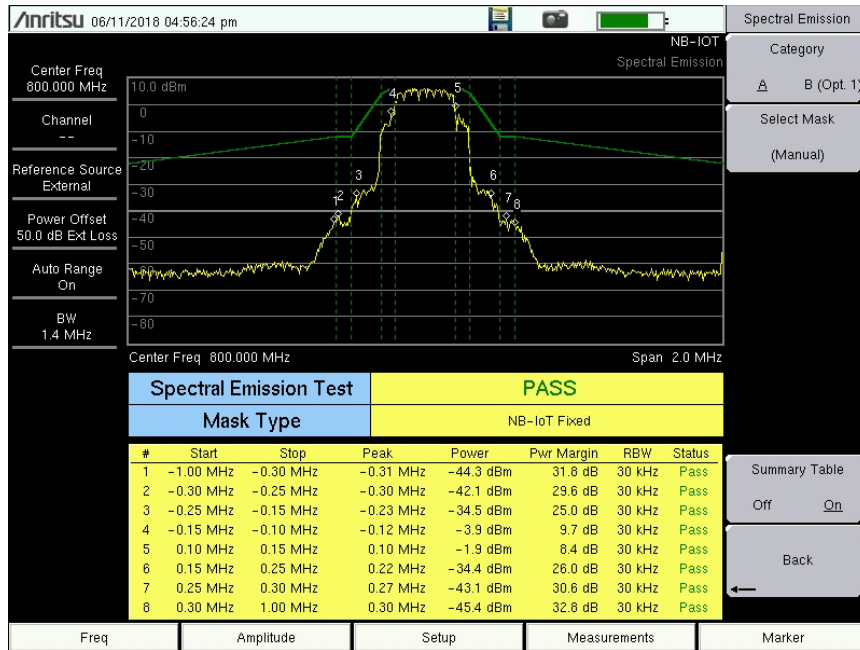 Anritsu 06/11/2018 04:56:24 pm
NB-IOT
Spectral Emission
Center Freq
800.000 MHz
Channel
--
Reference Source
External
Power Offset
50.0 dB Ext Loss
Auto Range
On
BW
1.4 MHz
10.0 dBm
0
-10
-20
-30
-40
-50
-60
-70
-80
1
2
3
4
5
6
7
8
Center Freq 800.000 MHz
Span 2.0 MHz
Spectral Emission Test PASS
Mask Type NB-IoT Fixed
# Start Stop Peak Power Pwr Margin RBW Status
1 -1.00 MHz -0.30 MHz -0.31 MHz -44.3 dBm 31.8 dB 30 kHz Pass
2 -0.30 MHz -0.25 MHz -0.30 MHz -42.1 dBm 29.6 dB 30 kHz Pass
3 -0.25 MHz -0.15 MHz -0.23 MHz -34.5 dBm 25.0 dB 30 kHz Pass
4 -0.15 MHz -0.10 MHz -0.12 MHz -3.9 dBm 9.7 dB 30 kHz Pass
5 0.10 MHz 0.15 MHz 0.10 MHz -1.9 dBm 8.4 dB 30 kHz Pass
6 0.15 MHz 0.25 MHz 0.22 MHz -34.4 dBm 26.0 dB 30 kHz Pass
7 0.25 MHz 0.30 MHz 0.27 MHz -43.1 dBm 30.6 dB 30 kHz Pass
8 0.30 MHz 1.00 MHz 0.30 MHz -45.4 dBm 32.8 dB 30 kHz Pass
Spectral Emission
Category
A B (Opt. 1)
Select Mask
(Manual)
Summary Table
Off On
Back
Freq Amplitude Setup Measurements Marker